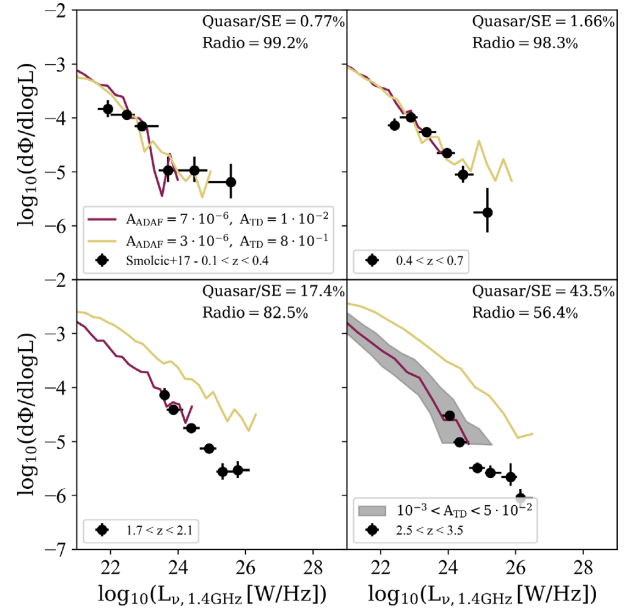 Quasar/SE = 0.77%
Radio = 99.2%
Quasar/SE = 1.66%
Radio = 98.3%
−2
−3
−4
−5
−6
log₁₀(dΦ/dlogL)
A_ADAF = 7 · 10⁻⁶, A_TD = 1 · 10⁻²
A_ADAF = 3 · 10⁻⁶, A_TD = 8 · 10⁻¹
Smolcic+17 - 0.1 < z < 0.4
0.4 < z < 0.7
Quasar/SE = 17.4%
Radio = 82.5%
Quasar/SE = 43.5%
Radio = 56.4%
−2
−3
−4
−5
−6
−7
log₁₀(dΦ/dlogL)
1.7 < z < 2.1
10⁻³ < A_TD < 5 · 10⁻²
2.5 < z < 3.5
22 24 26 28 22 24 26 28
log₁₀(L_ν, 1.4GHz [W/Hz])
log₁₀(L_ν, 1.4GHz [W/Hz])